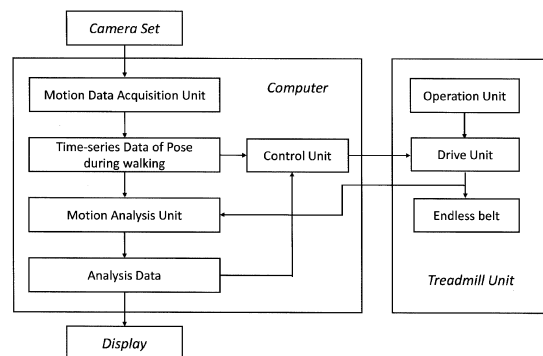 Camera Set
Computer
Motion Data Acquisition Unit
Time-series Data of Pose
during walking
Control Unit
Motion Analysis Unit
Analysis Data
Display
Operation Unit
Drive Unit
Endless belt
Treadmill Unit